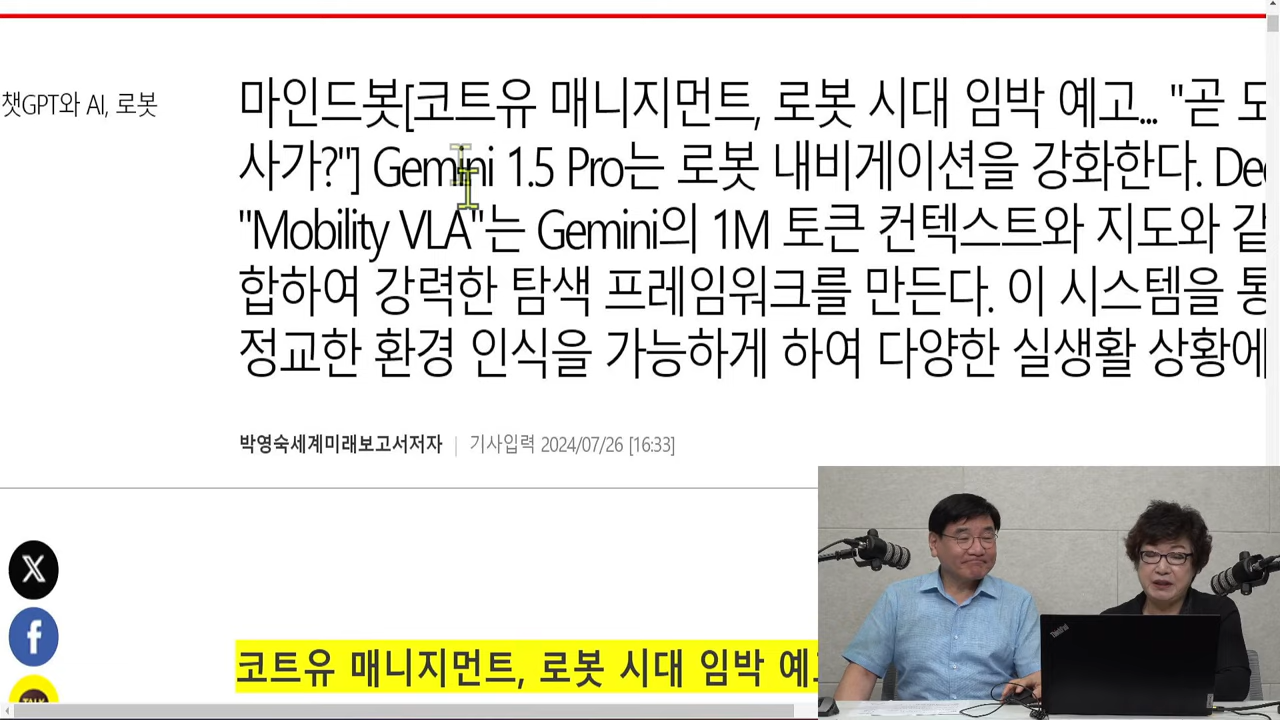 챗GPT와 AI, 로봇
마인드봇[코트유 매니지먼트, 로봇 시대 임박 예고... "곧
사가?"] Gemini 1.5 Pro는 로봇 내비게이션을 강화한다.
"Mobility VLA"는 Gemini의 1M 토큰 컨텍스트와 지도와
합하여 강력한 탐색 프레임워크를 만든다. 이 시스템을
정교한 환경 인식을 가능하게 하여 다양한 실생활 상황에
박영숙세계미래보고서저자 | 기사입력 2024/07/26 [16:33]
X
f
TALK
코트유 매니지먼트, 로봇 시대 임박
ThinkPad